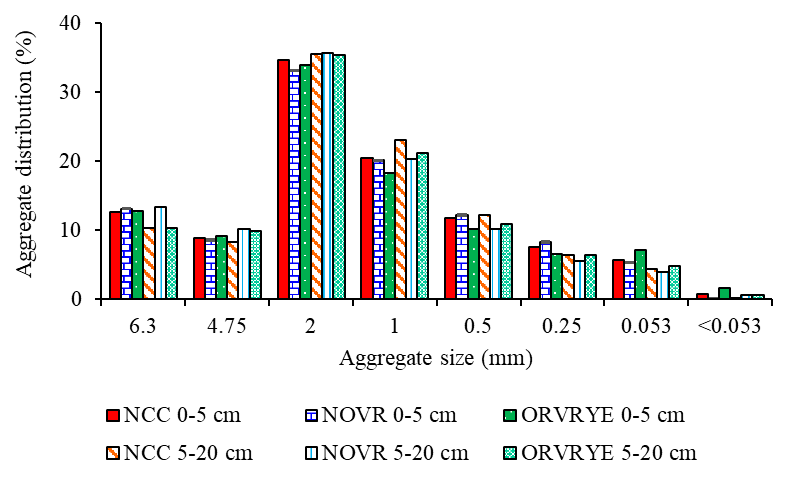 Aggregate distribution (%)
40
30
20
10
0
6.3 4.75 2 1 0.5 0.25 0.053 <0.053
Aggregate size (mm)
NCC 0-5 cm NOVR 0-5 cm ORVRYE 0-5 cm
NCC 5-20 cm NOVR 5-20 cm ORVRYE 5-20 cm